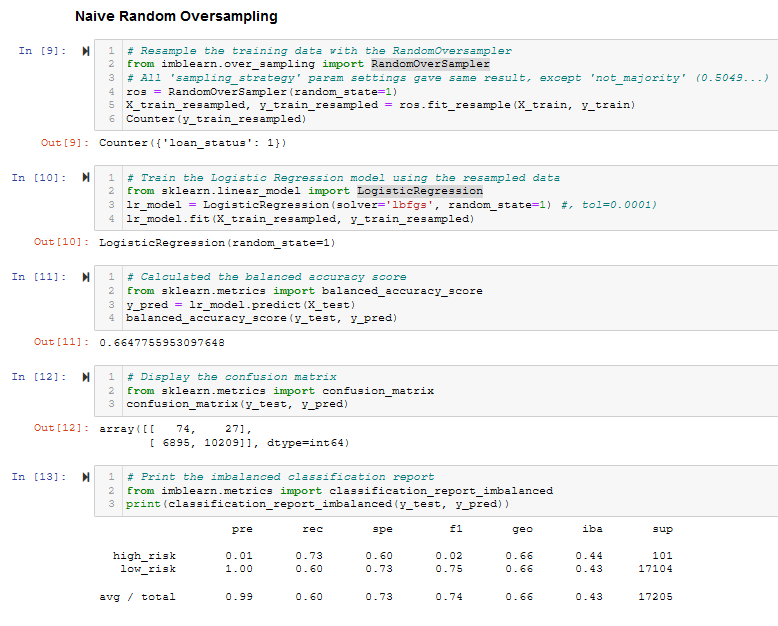 Naive Random Oversampling
In [9]:
1 # Resample the training data with the RandomOversampler
2 from imblearn.over_sampling import RandomOverSampler
3 # All 'sampling_strategy' param settings gave same result, except 'not_majority' (0.5049...)
4 ros = RandomOverSampler(random_state=1)
5 X_train_resampled, y_train_resampled = ros.fit_resample(X_train, y_train)
6 Counter(y_train_resampled)
Out[9]: Counter({'loan_status': 1})
In [10]:
1 # Train the Logistic Regression model using the resampled data
2 from sklearn.linear_model import LogisticRegression
3 lr_model = LogisticRegression(solver='lbfgs', random_state=1) #, tol=0.0001)
4 lr_model.fit(X_train_resampled, y_train_resampled)
Out[10]: LogisticRegression(random_state=1)
In [11]:
1 # Calculated the balanced accuracy score
2 from sklearn.metrics import balanced_accuracy_score
3 y_pred = lr_model.predict(X_test)
4 balanced_accuracy_score(y_test, y_pred)
Out[11]: 0.6647755953097648
In [12]:
1 # Display the confusion matrix
2 from sklearn.metrics import confusion_matrix
3 confusion_matrix(y_test, y_pred)
Out[12]: array([[   74,    27],
[ 6895, 10209]], dtype=int64)
In [13]:
1 # Print the imbalanced classification report
2 from imblearn.metrics import classification_report_imbalanced
3 print(classification_report_imbalanced(y_test, y_pred))
pre rec spe f1 geo iba sup
high_risk 0.01 0.73 0.60 0.02 0.66 0.44 101
low_risk 1.00 0.60 0.73 0.75 0.66 0.43 17104
avg / total 0.99 0.60 0.73 0.74 0.66 0.43 17205